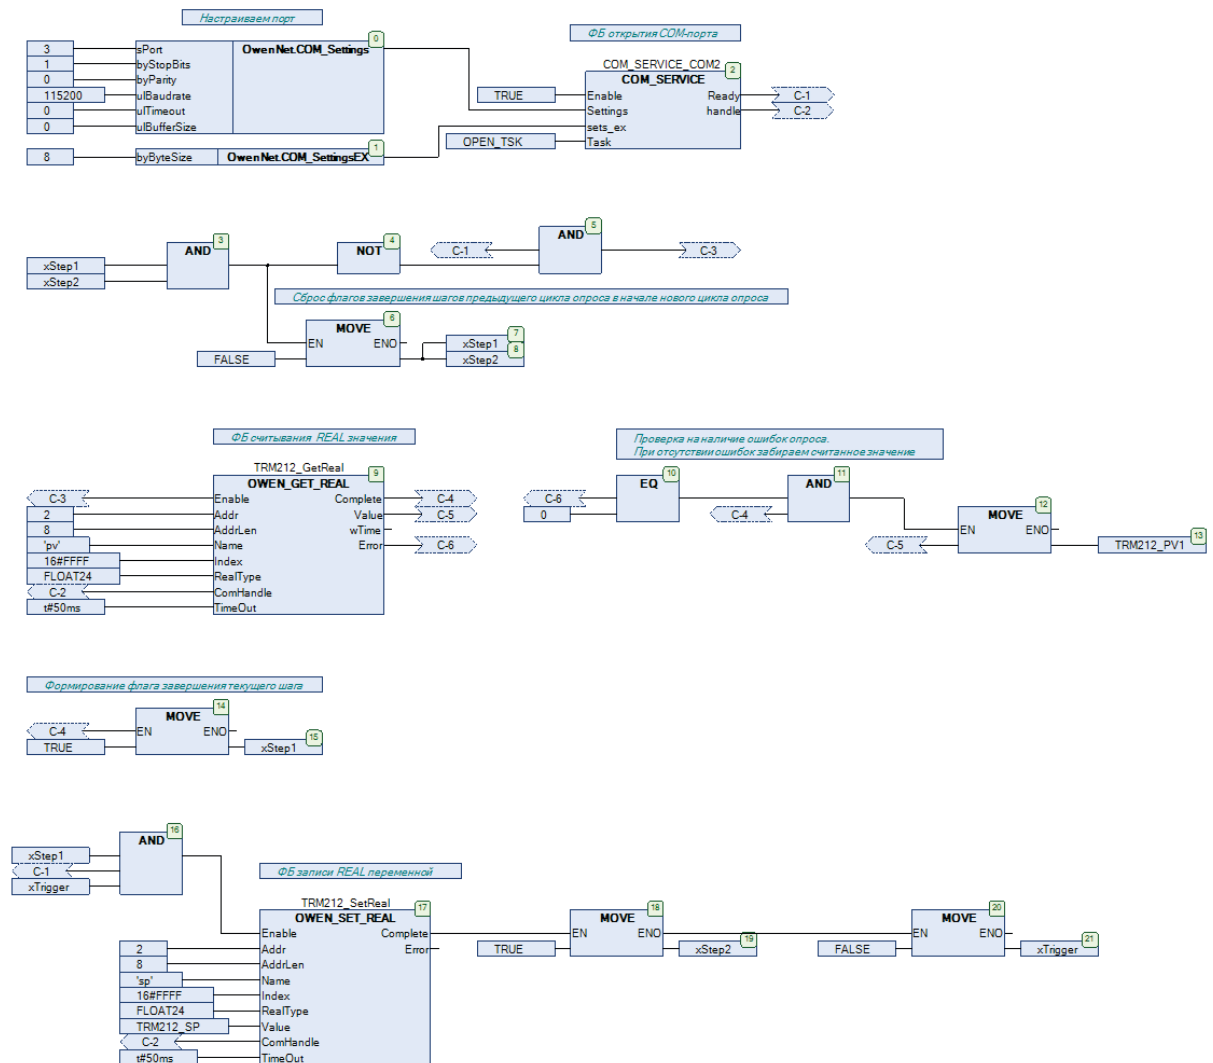 Настраиваем порт
0
3
sPort
OwenNet.COM_Settings
1
byStopBits
0
byParity
115200
ulBaudrate
0
ulTimeout
0
ulBufferSize
1
8
byByteSize
OwenNet.COM_SettingsEX
ФБ открытия COM-порта
COM_SERVICE_COM2
2
COM_SERVICE
TRUE
Enable
Ready
C-1
Settings
handle
C-2
sets_ex
OPEN_TSK
Task
3
AND
xStep1
xStep2
4
NOT
C-1
5
AND
C-3
Сброс флагов завершения шагов предыдущего цикла опроса в начале нового цикла опроса
6
MOVE
EN
ENO
FALSE
7
xStep1
8
xStep2
ФБ считывания REAL значения
TRM212_GetReal
9
OWEN_GET_REAL
C-3
Enable
Complete
C-4
2
Addr
Value
C-5
8
AddrLen
wTime
'pv'
Name
Error
C-6
16#FFFF
Index
FLOAT24
RealType
C-2
ComHandle
t#50ms
TimeOut
Проверка на наличие ошибок опроса.
При отсутствии ошибок забираем считанное значение
10
EQ
C-6
0
11
AND
C-4
12
MOVE
EN
ENO
C-5
13
TRM212_PV1
Формирование флага завершения текущего шага
14
MOVE
C-4
EN
ENO
TRUE
15
xStep1
16
AND
xStep1
C-1
xTrigger
ФБ записи REAL переменной
TRM212_SetReal
17
OWEN_SET_REAL
Enable
Complete
2
Addr
Error
8
AddrLen
'sp'
Name
16#FFFF
Index
FLOAT24
RealType
TRM212_SP
Value
C-2
ComHandle
t#50ms
TimeOut
18
MOVE
EN
ENO
TRUE
19
xStep2
20
MOVE
EN
ENO
FALSE
21
xTrigger